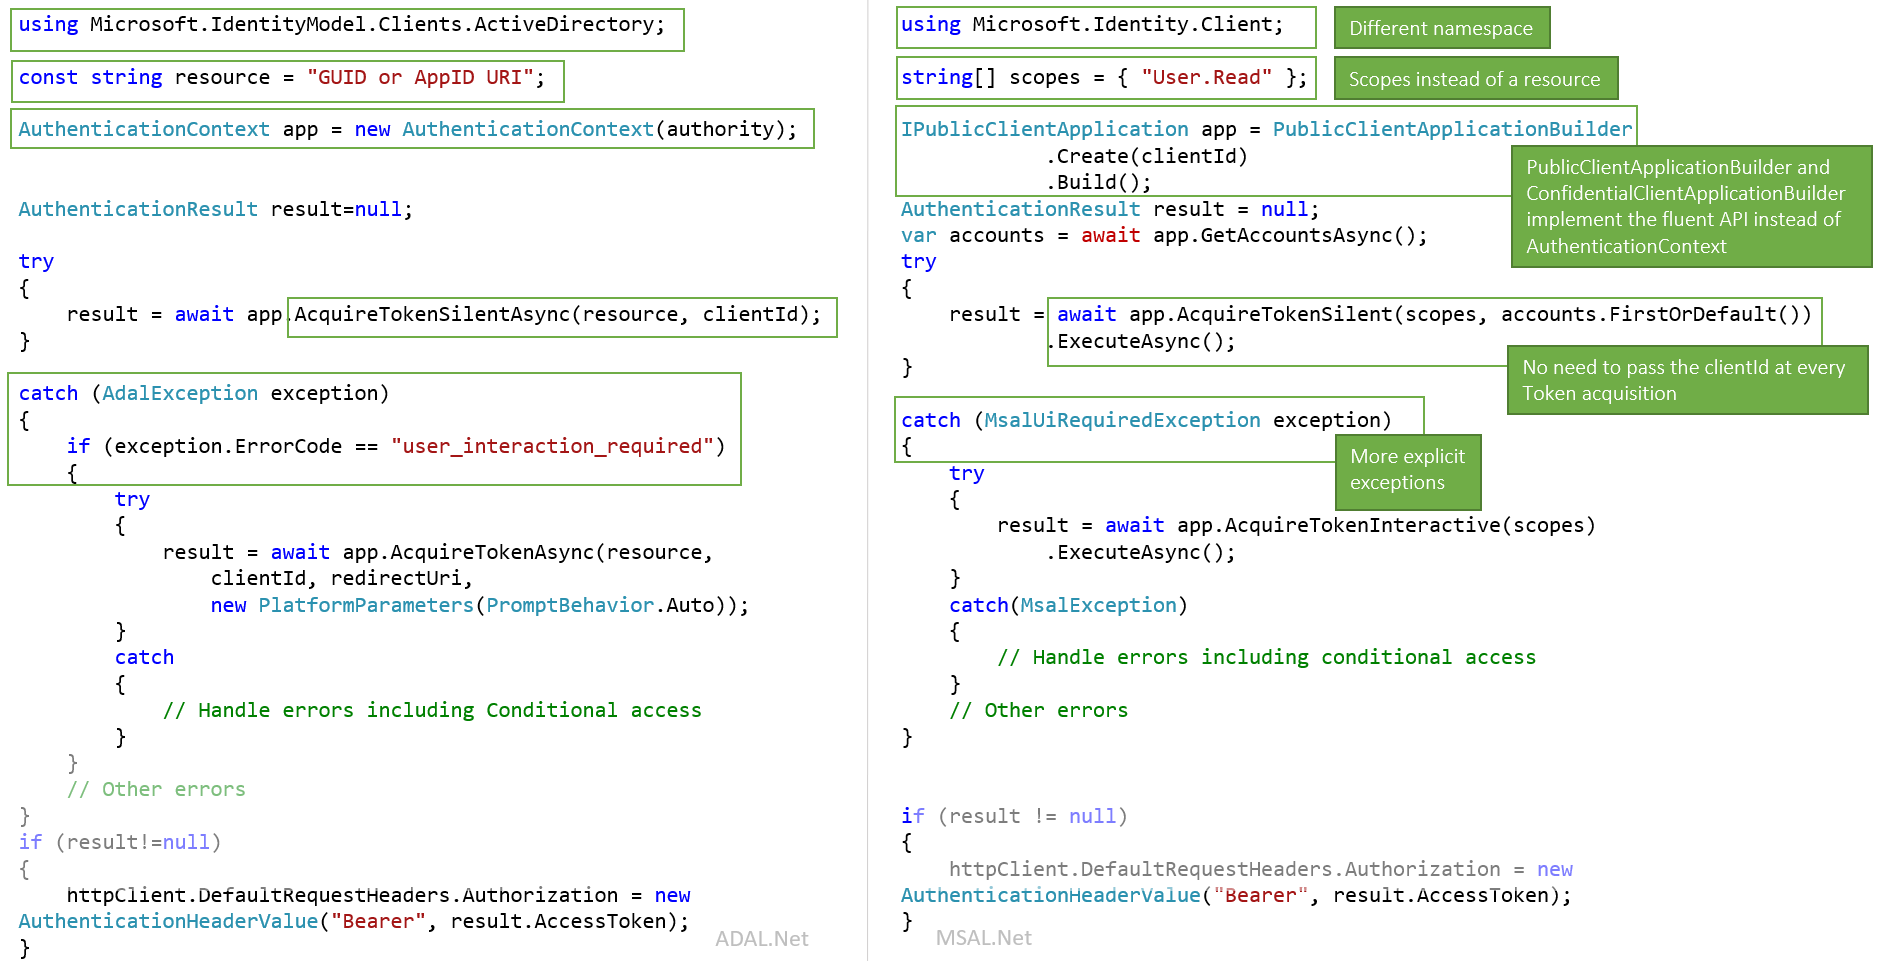 using Microsoft.IdentityModel.Clients.ActiveDirectory;
const string resource = "GUID or AppID URI";
AuthenticationContext app = new AuthenticationContext(authority);
AuthenticationResult result=null;
try
{
    result = await app.AcquireTokenSilentAsync(resource, clientId);
}
catch (AdalException exception)
{
    if (exception.ErrorCode == "user_interaction_required")
    {
        try
        {
            result = await app.AcquireTokenAsync(resource,
                clientId, redirectUri,
                new PlatformParameters(PromptBehavior.Auto));
        }
        catch
        {
            // Handle errors including Conditional access
        }
    }
    // Other errors
}
if (result!=null)
{
    httpClient.DefaultRequestHeaders.Authorization = new
AuthenticationHeaderValue("Bearer", result.AccessToken);
}
ADAL.Net
using Microsoft.Identity.Client;
Different namespace
string[] scopes = { "User.Read" };
Scopes instead of a resource
IPublicClientApplication app = PublicClientApplicationBuilder
            .Create(clientId)
            .Build();
PublicClientApplicationBuilder and
ConfidentialClientApplicationBuilder
implement the fluent API instead of
AuthenticationContext
AuthenticationResult result = null;
var accounts = await app.GetAccountsAsync();
try
{
    result = await app.AcquireTokenSilent(scopes, accounts.FirstOrDefault())
            .ExecuteAsync();
}
No need to pass the clientId at every
Token acquisition
catch (MsalUiRequiredException exception)
{
More explicit
exceptions
    try
    {
        result = await app.AcquireTokenInteractive(scopes)
            .ExecuteAsync();
    }
    catch(MsalException)
    {
        // Handle errors including conditional access
    }
    // Other errors
}
if (result != null)
{
    httpClient.DefaultRequestHeaders.Authorization = new
AuthenticationHeaderValue("Bearer", result.AccessToken);
}
MSAL.Net